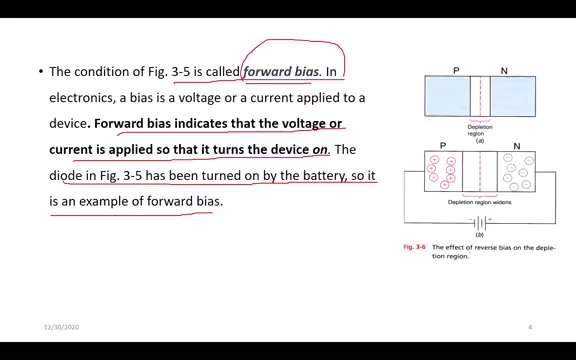 • The condition of Fig. 3-5 is called forward bias. In
electronics, a bias is a voltage or a current applied to a
device. Forward bias indicates that the voltage or
current is applied so that it turns the device on. The
diode in Fig. 3-5 has been turned on by the battery, so it
is an example of forward bias.
P N
Depletion
region
(a)
P N
+ + + + + + +
− − − − − − −
Depletion region widens
− +
(b)
Fig. 3-6 The effect of reverse bias on the deple-
tion region.
12/30/2020
4